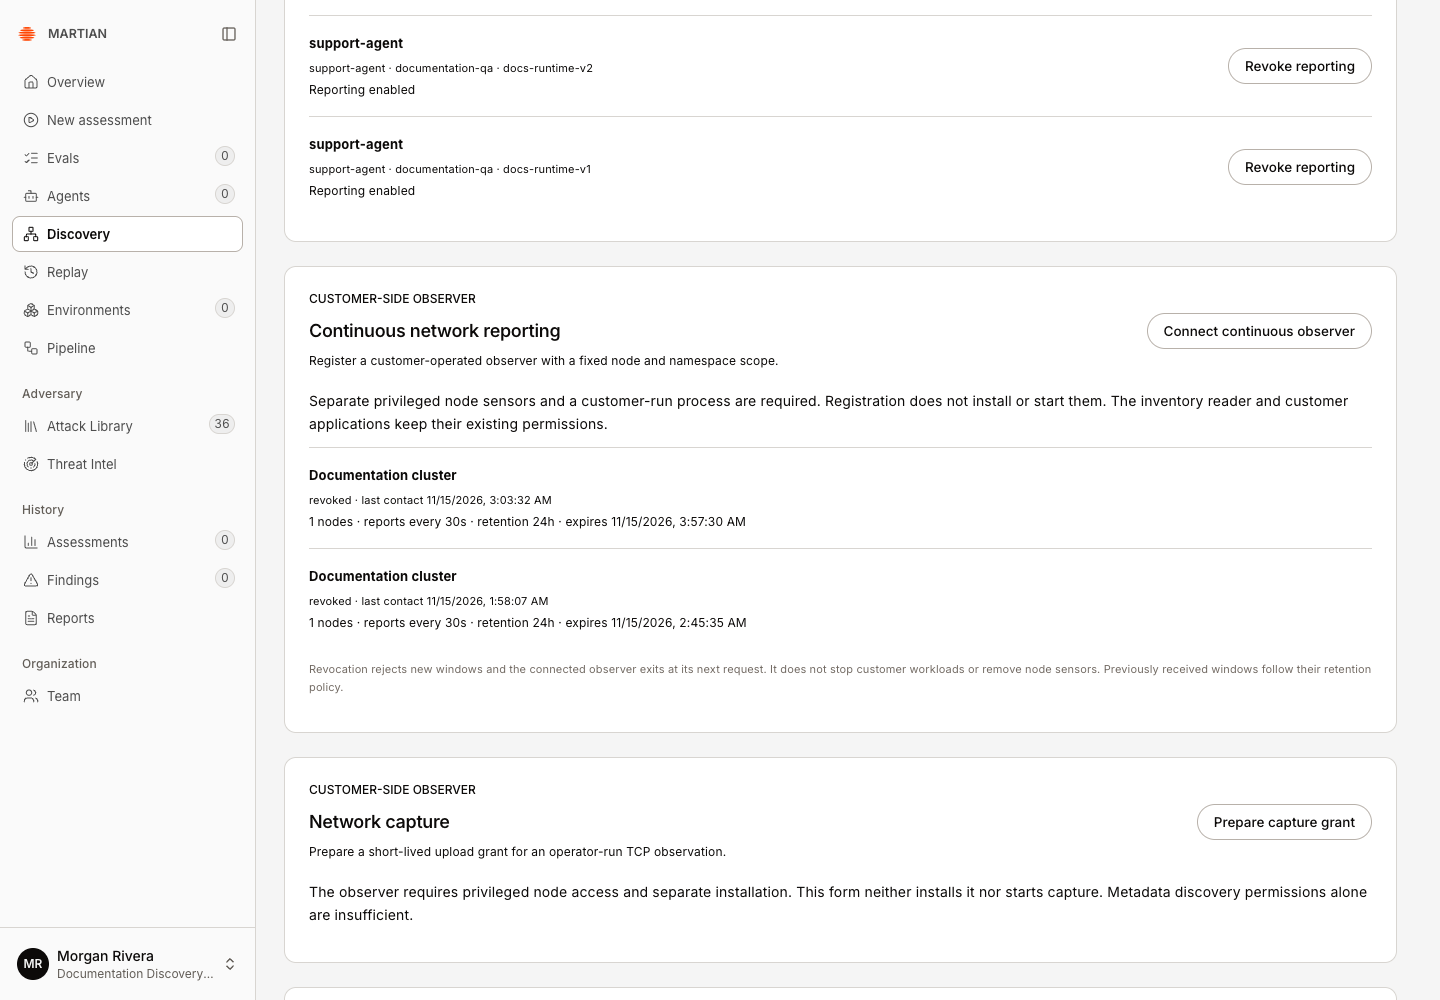 MARTIAN
Overview
New assessment
Evals 0
Agents 0
Discovery
Replay
Environments 0
Pipeline
Adversary
Attack Library 36
Threat Intel
History
Assessments 0
Findings 0
Reports
Organization
Team
MR
Morgan Rivera
Documentation Discovery...
support-agent
support-agent · documentation-qa · docs-runtime-v2
Reporting enabled
Revoke reporting
support-agent
support-agent · documentation-qa · docs-runtime-v1
Reporting enabled
Revoke reporting
CUSTOMER-SIDE OBSERVER
Continuous network reporting
Connect continuous observer
Register a customer-operated observer with a fixed node and namespace scope.
Separate privileged node sensors and a customer-run process are required. Registration does not install or start them. The inventory reader and customer
applications keep their existing permissions.
Documentation cluster
revoked · last contact 11/15/2026, 3:03:32 AM
1 nodes · reports every 30s · retention 24h · expires 11/15/2026, 3:57:30 AM
Documentation cluster
revoked · last contact 11/15/2026, 1:58:07 AM
1 nodes · reports every 30s · retention 24h · expires 11/15/2026, 2:45:35 AM
Revocation rejects new windows and the connected observer exits at its next request. It does not stop customer workloads or remove node sensors. Previously received windows follow their retention
policy.
CUSTOMER-SIDE OBSERVER
Network capture
Prepare capture grant
Prepare a short-lived upload grant for an operator-run TCP observation.
The observer requires privileged node access and separate installation. This form neither installs it nor starts capture. Metadata discovery permissions alone
are insufficient.